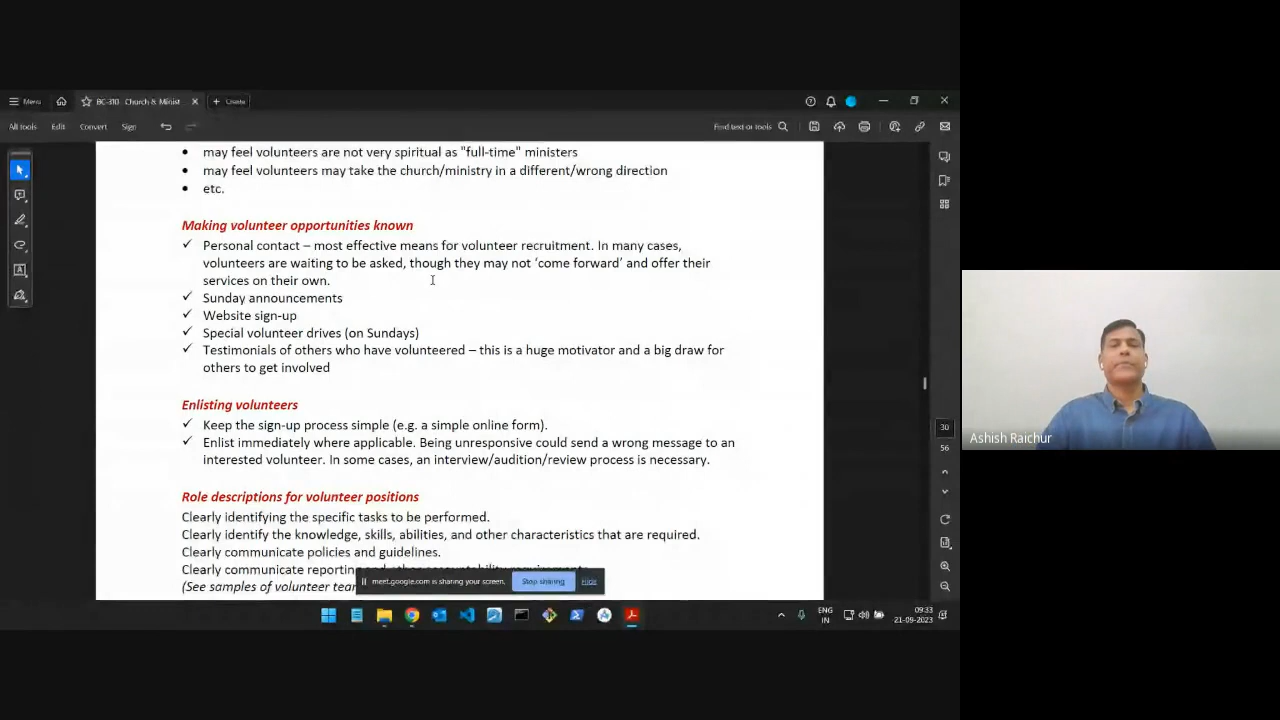 Menu
BC-310 Church & Minist
Create
All tools
Edit
Convert
Sign
Find text or tools
• may feel volunteers are not very spiritual as "full-time" ministers
• may feel volunteers may take the church/ministry in a different/wrong direction
• etc.
Making volunteer opportunities known
✓ Personal contact – most effective means for volunteer recruitment. In many cases,
volunteers are waiting to be asked, though they may not ‘come forward’ and offer their
services on their own.
✓ Sunday announcements
✓ Website sign-up
✓ Special volunteer drives (on Sundays)
✓ Testimonials of others who have volunteered – this is a huge motivator and a big draw for
others to get involved
Enlisting volunteers
✓ Keep the sign-up process simple (e.g. a simple online form).
✓ Enlist immediately where applicable. Being unresponsive could send a wrong message to an
interested volunteer. In some cases, an interview/audition/review process is necessary.
Role descriptions for volunteer positions
Clearly identifying the specific tasks to be performed.
Clearly identify the knowledge, skills, abilities, and other characteristics that are required.
Clearly communicate policies and guidelines.
Clearly communicate reporting
(See samples of volunteer
meet.google.com is sharing your screen.
Stop sharing
Hide
30
56
ENG
IN
09:33
21-09-2023
Ashish Raichur